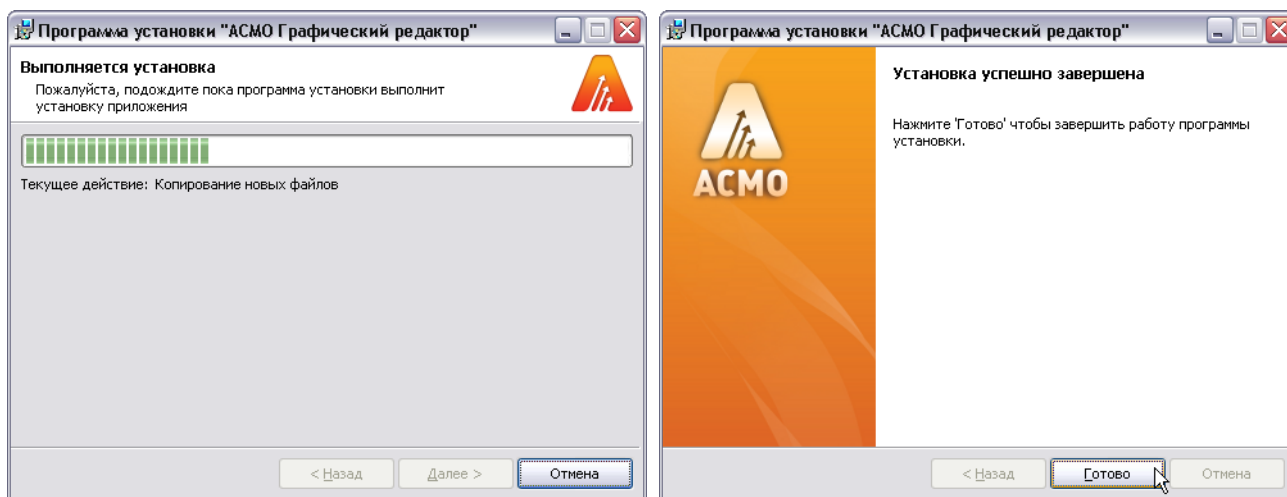 Программа установки "АСМО Графический редактор"
Выполняется установка
Пожалуйста, подождите пока программа установки выполнит
установку приложения
Текущее действие: Копирование новых файлов
< Назад
Далее >
Отмена
Программа установки "АСМО Графический редактор"
АСМО
Установка успешно завершена
Нажмите 'Готово' чтобы завершить работу программы
установки.
< Назад
Готово
Отмена